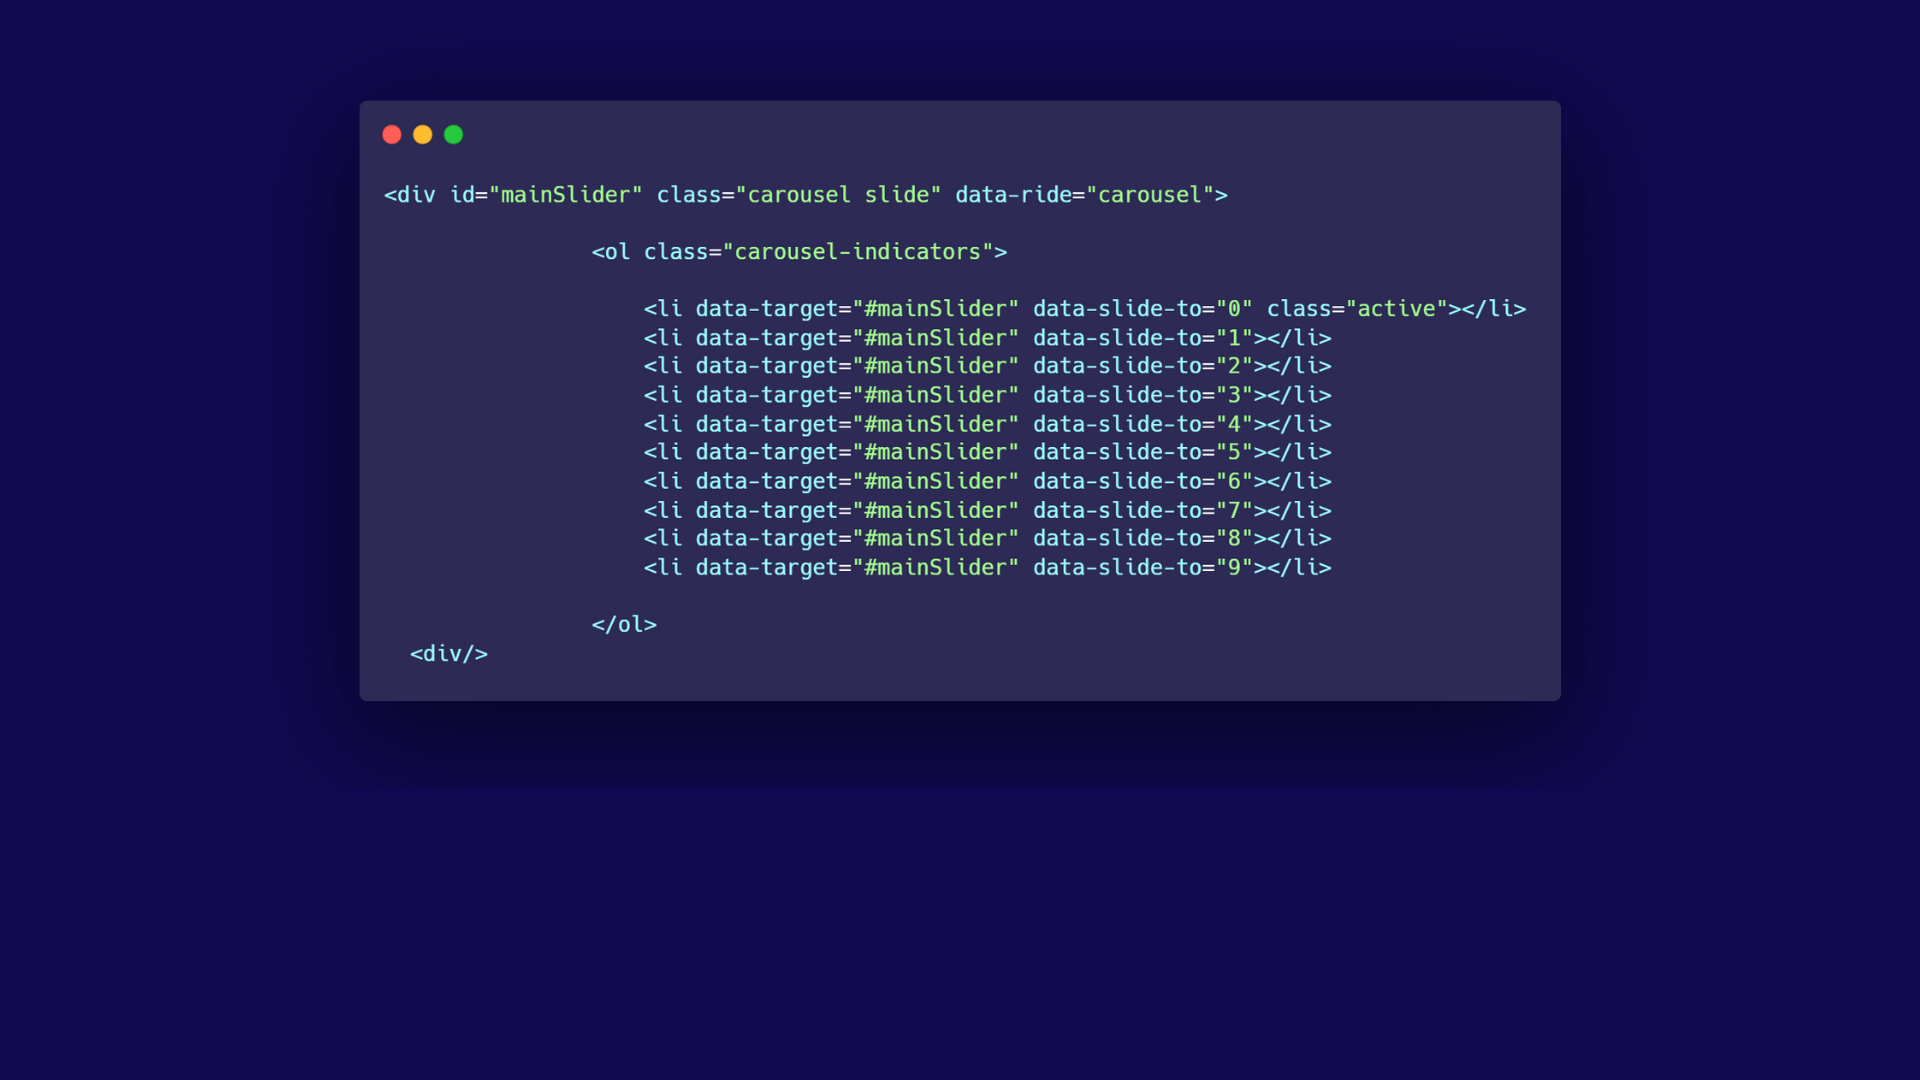 <div id="mainSlider" class="carousel slide" data-ride="carousel">
<ol class="carousel-indicators">
<li data-target="#mainSlider" data-slide-to="0" class="active"></li>
<li data-target="#mainSlider" data-slide-to="1"></li>
<li data-target="#mainSlider" data-slide-to="2"></li>
<li data-target="#mainSlider" data-slide-to="3"></li>
<li data-target="#mainSlider" data-slide-to="4"></li>
<li data-target="#mainSlider" data-slide-to="5"></li>
<li data-target="#mainSlider" data-slide-to="6"></li>
<li data-target="#mainSlider" data-slide-to="7"></li>
<li data-target="#mainSlider" data-slide-to="8"></li>
<li data-target="#mainSlider" data-slide-to="9"></li>
</ol>
<div/>